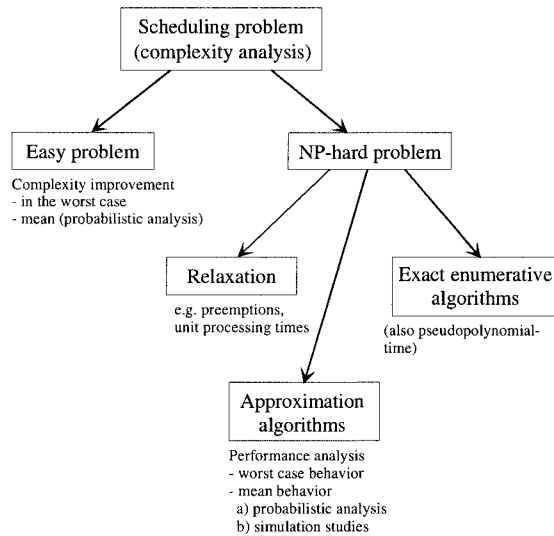 Scheduling problem
(complexity analysis)
Easy problem
Complexity improvement
- in the worst case
- mean (probabilistic analysis)
NP-hard problem
Relaxation
e.g. preemptions,
unit processing times
Exact enumerative
algorithms
(also pseudopolynomial-
time)
Approximation
algorithms
Performance analysis
- worst case behavior
- mean behavior
a) probabilistic analysis
b) simulation studies